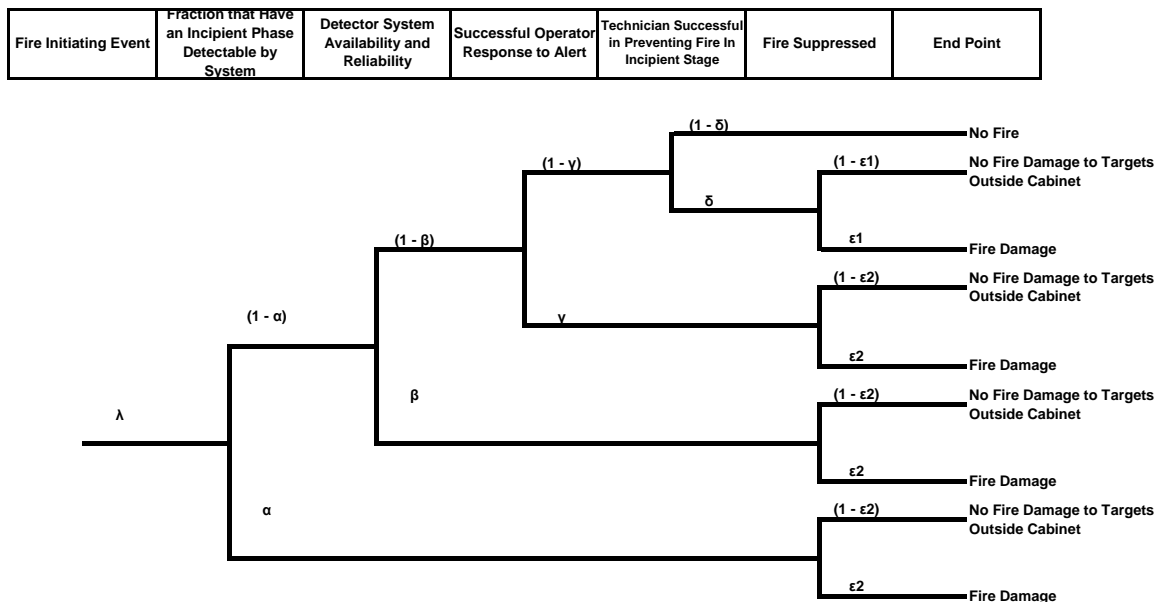 Fire Initiating Event
Fraction that Have
an Incipient Phase
Detectable by
System
Detector System
Availability and
Reliability
Successful Operator
Response to Alert
Technician Successful
in Preventing Fire In
Incipient Stage
Fire Suppressed
End Point
(1 - δ)
No Fire
(1 - γ)
(1 - ε1)
No Fire Damage to Targets
Outside Cabinet
δ
(1 - β)
ε1
Fire Damage
(1 - ε2)
No Fire Damage to Targets
Outside Cabinet
(1 - α)
γ
ε2
Fire Damage
β
(1 - ε2)
No Fire Damage to Targets
Outside Cabinet
λ
ε2
Fire Damage
α
(1 - ε2)
No Fire Damage to Targets
Outside Cabinet
ε2
Fire Damage